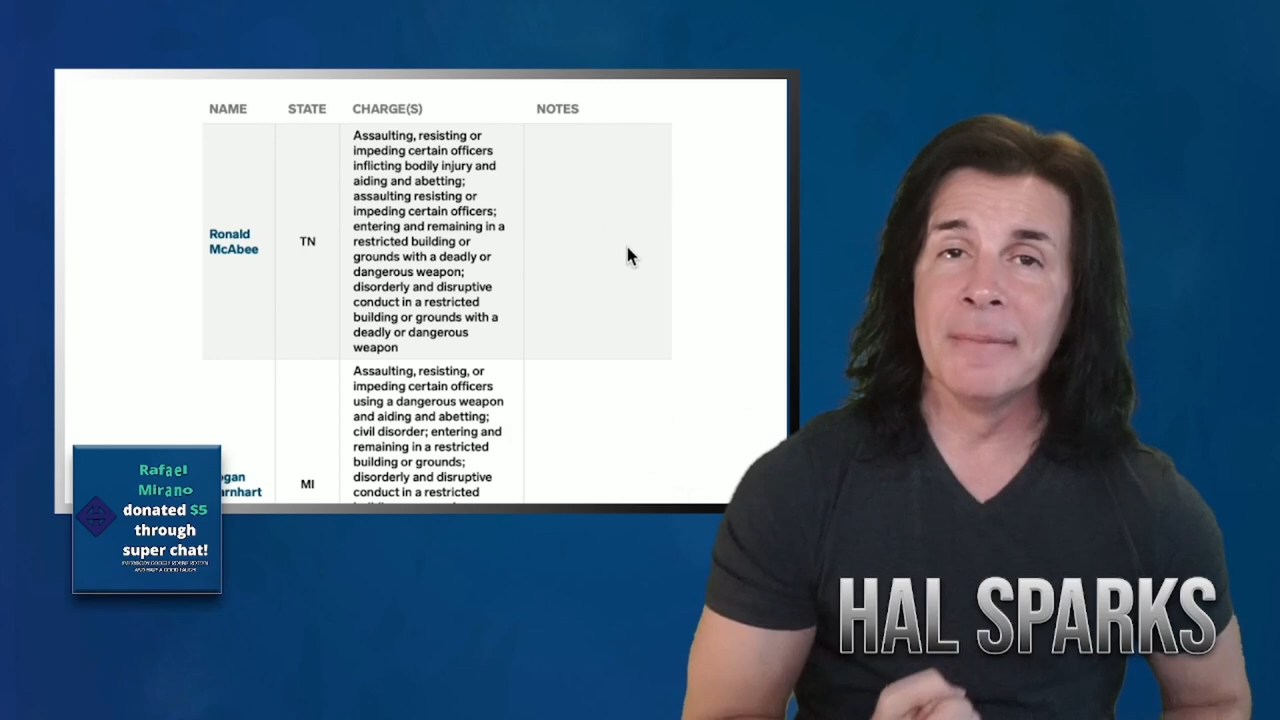 NAME STATE CHARGE(S) NOTES
Assaulting, resisting or
impeding certain officers
inflicting bodily injury and
aiding and abetting;
assaulting resisting or
impeding certain officers;
entering and remaining in a
Ronald
McAbee
TN
restricted building or
grounds with a deadly or
dangerous weapon;
disorderly and disruptive
conduct in a restricted
building or grounds with a
deadly or dangerous
weapon
Assaulting, resisting, or
impeding certain officers
using a dangerous weapon
and aiding and abetting;
civil disorder; entering and
remaining in a restricted
building or grounds;
disorderly and disruptive
conduct in a restricted
MI
Rafael
Mirano
donated $5
through
super chat!
HAL SPARKS